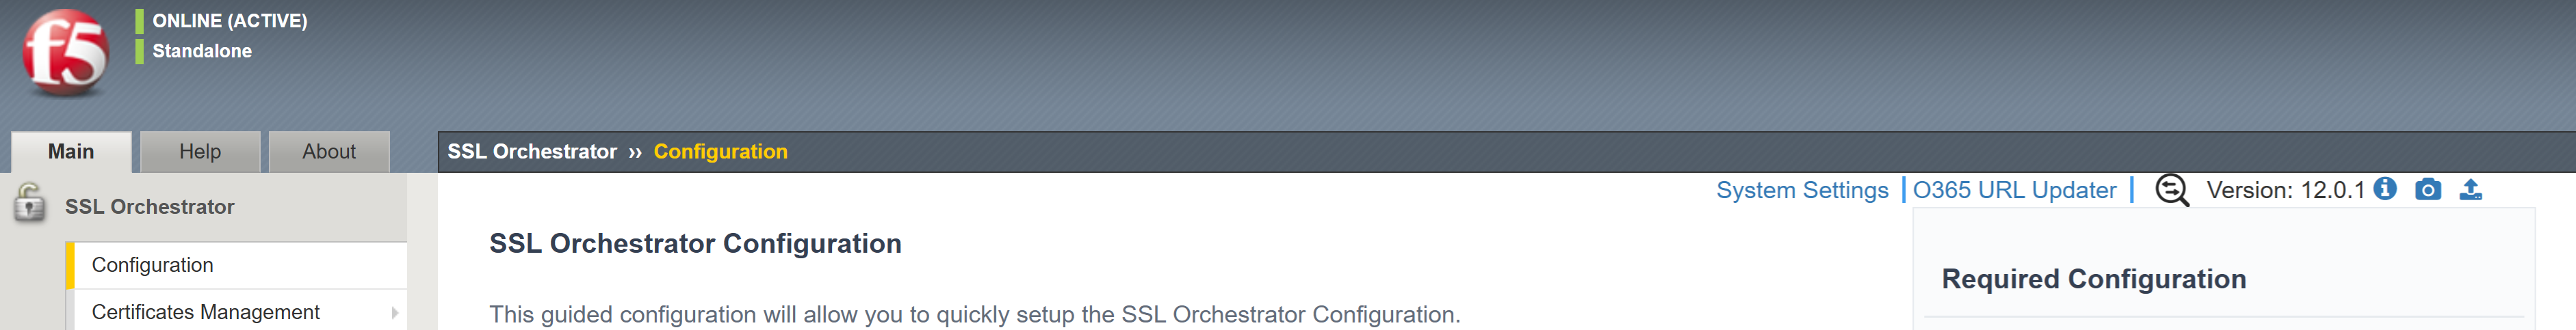 f5
ONLINE (ACTIVE)
Standalone
Main
Help
About
SSL Orchestrator ›› Configuration
System Settings
O365 URL Updater
Version: 12.0.1
SSL Orchestrator
SSL Orchestrator Configuration
Configuration
Required Configuration
Certificates Management
This guided configuration will allow you to quickly setup the SSL Orchestrator Configuration.